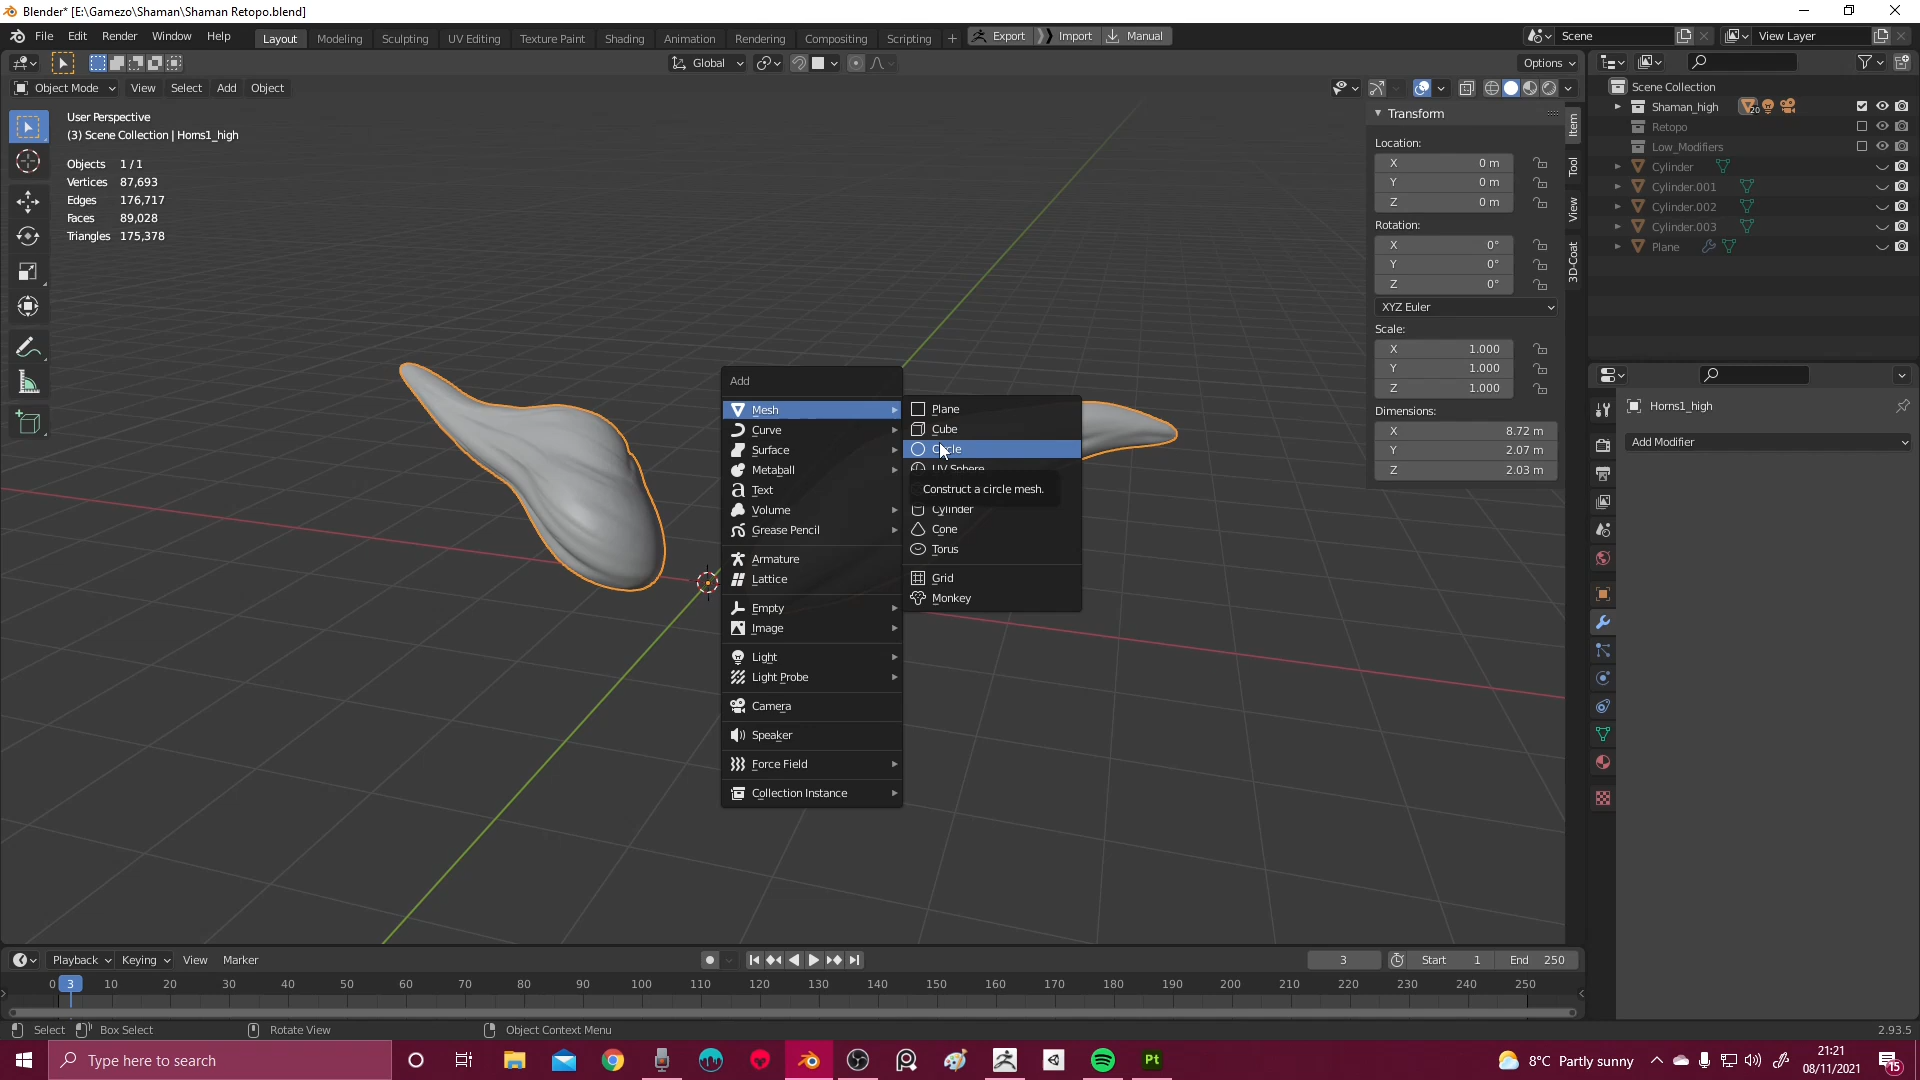 Blender* [E:\Gamezo\Shaman\Shaman Retopo.blend]
File Edit Render Window Help Layout Modeling Sculpting UV Editing Texture Paint Shading Animation Rendering Compositing Scripting + Export Import Manual Scene View Layer
Global Options
Object Mode View Select Add Object
User Perspective
(3) Scene Collection | Horns1_high
Objects 1/1
Vertices 87,693
Edges 176,717
Faces 89,028
Triangles 175,378
Add
Mesh
Curve
Surface
Metaball
Text
Volume
Grease Pencil
Armature
Lattice
Empty
Image
Light
Light Probe
Camera
Speaker
Force Field
Collection Instance
Plane
Cube
Circle
UV Sphere
Construct a circle mesh.
Cylinder
Cone
Torus
Grid
Monkey
Transform
Location:
X 0 m
Y 0 m
Z 0 m
Rotation:
X 0°
Y 0°
Z 0°
XYZ Euler
Scale:
X 1.000
Y 1.000
Z 1.000
Dimensions:
X 8.72 m
Y 2.07 m
Z 2.03 m
Item
Tool
View
3D-Coat
Scene Collection
Shaman_high 20
Retopo
Low_Modifiers
Cylinder
Cylinder.001
Cylinder.002
Cylinder.003
Plane
Horns1_high
Add Modifier
Playback Keying View Marker 3 Start 1 End 250
0 3 10 20 30 40 50 60 70 80 90 100 110 120 130 140 150 160 170 180 190 200 210 220 230 240 250
Select Box Select Rotate View Object Context Menu 2.93.5
Type here to search Pt 8°C Partly sunny 21:21
08/11/2021 15